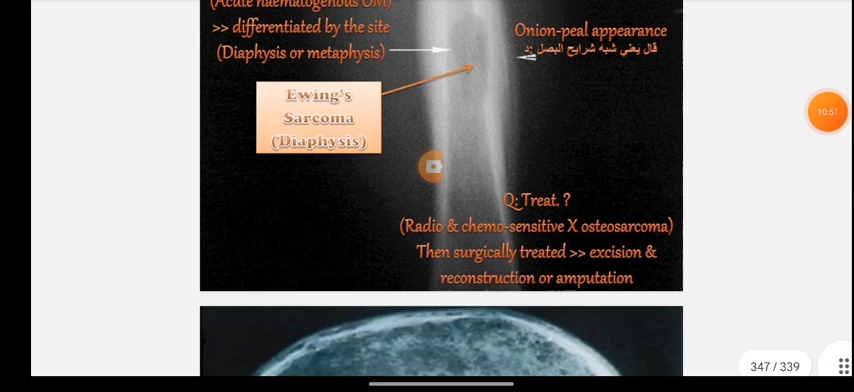 (Acute haematogenous OM)
>> differentiated by the site
(Diaphysis or metaphysis)
Onion-peal appearance
قال يعني شبه شرايح البصل :د
Ewing's
Sarcoma
(Diaphysis)
10:51
Q: Treat. ?
(Radio & chemo-sensitive X osteosarcoma)
Then surgically treated >> excision &
reconstruction or amputation
347 / 339